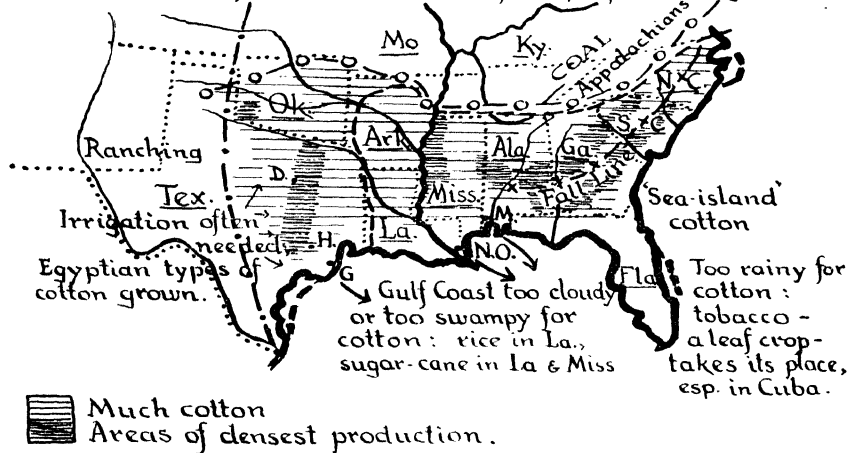 Mo
Ky.
COAL
Appalachians
N.C.
Ok
Ark
Ala
Ga
S.C.
Ranching
Tex.
D.
Miss.
Fall Line
'Sea-island'
cotton
Irrigation often
needed:
H.
La.
M.
N.O.
Egyptian types of
cotton grown.
G
Fla
Gulf Coast too cloudy
or too swampy for
cotton: rice in La.,
sugar-cane in La & Miss
Too rainy for
cotton:
tobacco -
a leaf crop-
takes its place,
esp. in Cuba.
Much cotton
Areas of densest production.